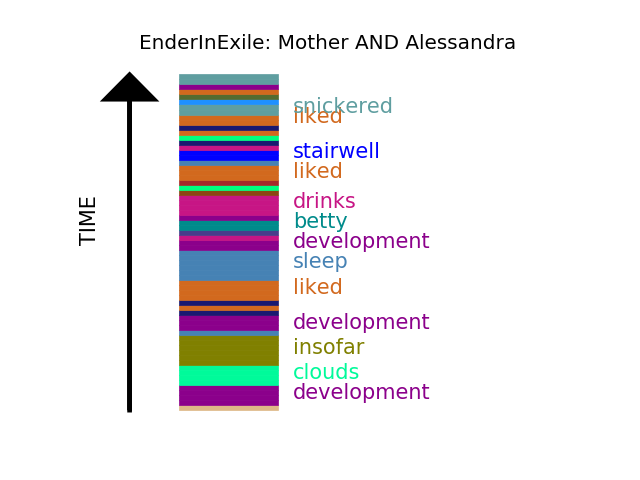 EnderInExile: Mother AND Alessandra
snickered
liked
stairwell
liked
drinks
betty
development
sleep
liked
development
insofar
clouds
development
TIME